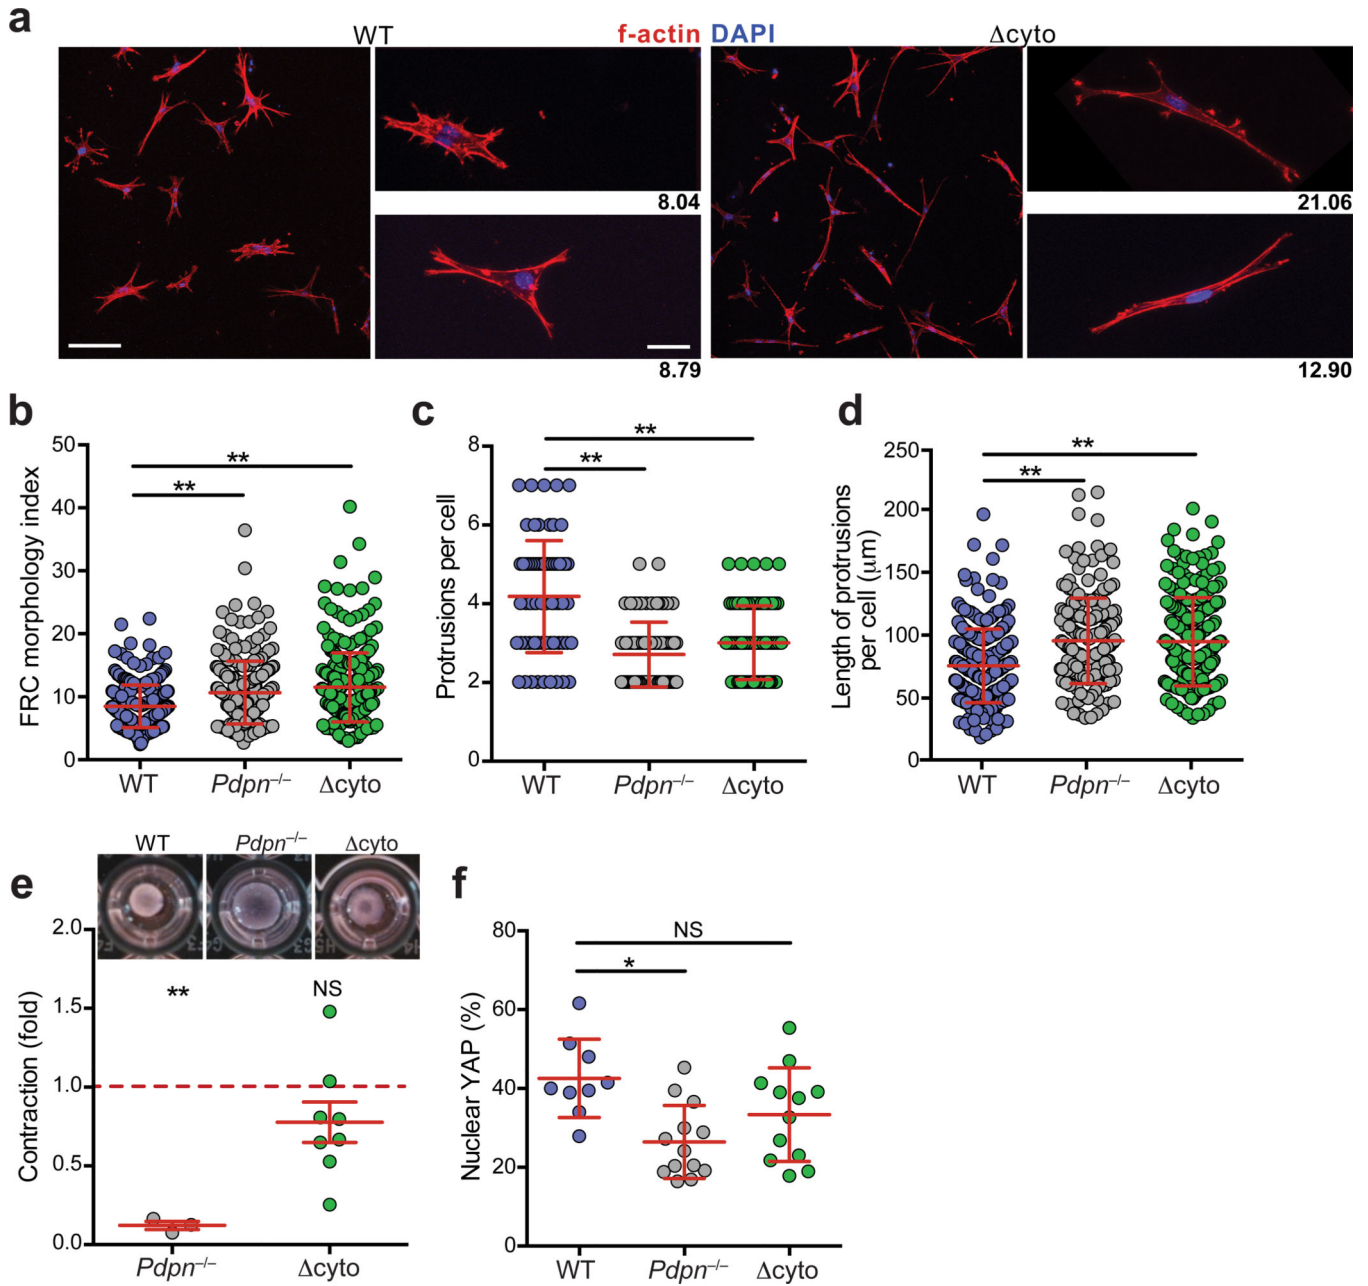 a
WT f-actin DAPI Δcyto
8.04 21.06
8.79 12.90
b c d
50
40
30
20
10
0
FRC morphology index
**
**
WT Pdpn–/– Δcyto
8
6
4
2
0
Protrusions per cell
**
**
WT Pdpn–/– Δcyto
250
200
150
100
50
0
Length of protrusions
per cell (μm)
**
**
WT Pdpn–/– Δcyto
e
WT Pdpn–/– Δcyto
2.0
1.5
1.0
0.5
0.0
Contraction (fold)
** NS
Pdpn–/– Δcyto
f
80
60
40
20
0
Nuclear YAP (%)
NS
*
WT Pdpn–/– Δcyto